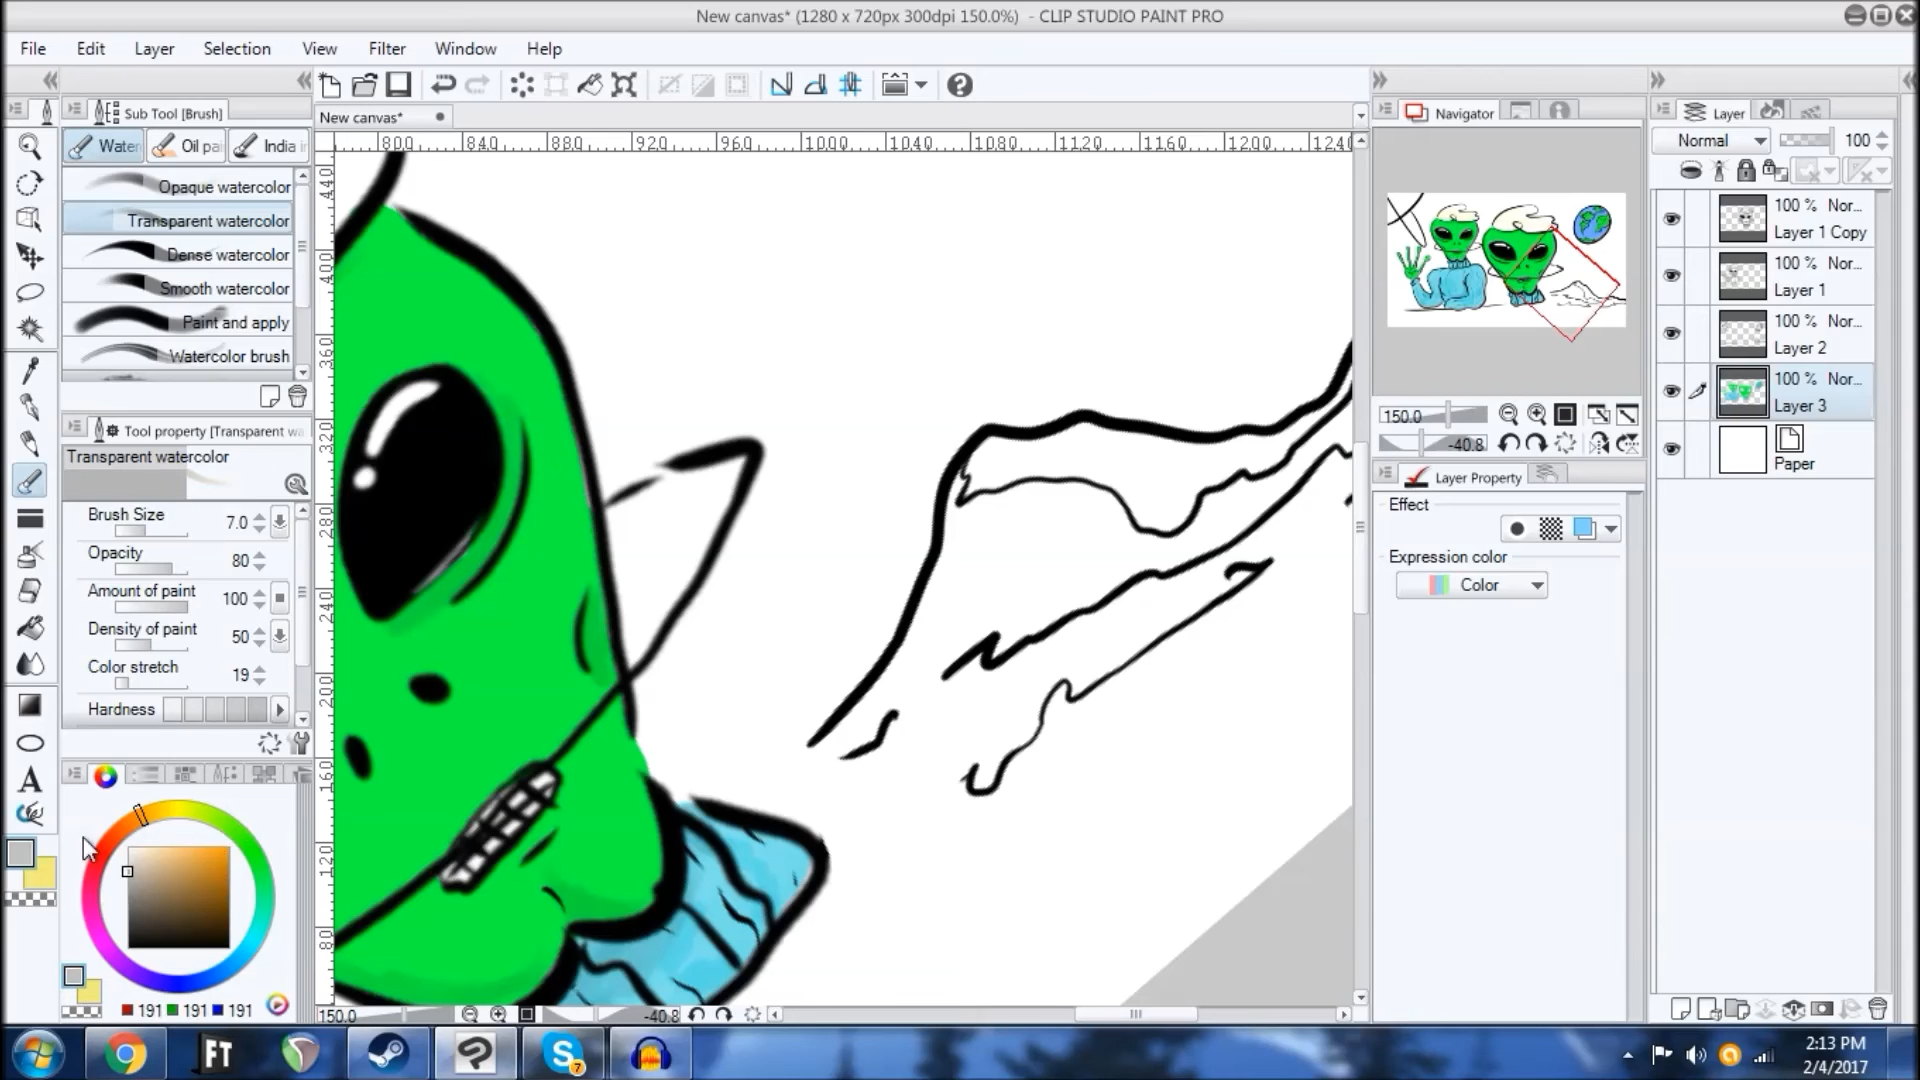 New canvas* (1280 x 720px 300dpi 150.0%) - CLIP STUDIO PAINT PRO
File Edit Layer Selection View Filter Window Help
Sub Tool [Brush]
Water Oil pai India i
Opaque watercolor
Transparent watercolor
Dense watercolor
Smooth watercolor
Paint and apply
Watercolor brush
Tool property [Transparent wa
Transparent watercolor
Brush Size 7.0
Opacity 80
Amount of paint 100
Density of paint 50
Color stretch 19
Hardness
191 191 191
New canvas*
800 840 880 920 960 1000 1040 1080 1120 1160 1200 1240
440
400
360
320
280
240
200
160
120
80
150.0 -40.8
Navigator
150.0
-40.8
Layer Property
Effect
Expression color
Color
Layer
Normal 100
100 % Nor...
Layer 1 Copy
100 % Nor...
Layer 1
100 % Nor...
Layer 2
100 % Nor...
Layer 3
Paper
A
FT
7
2:13 PM
2/4/2017